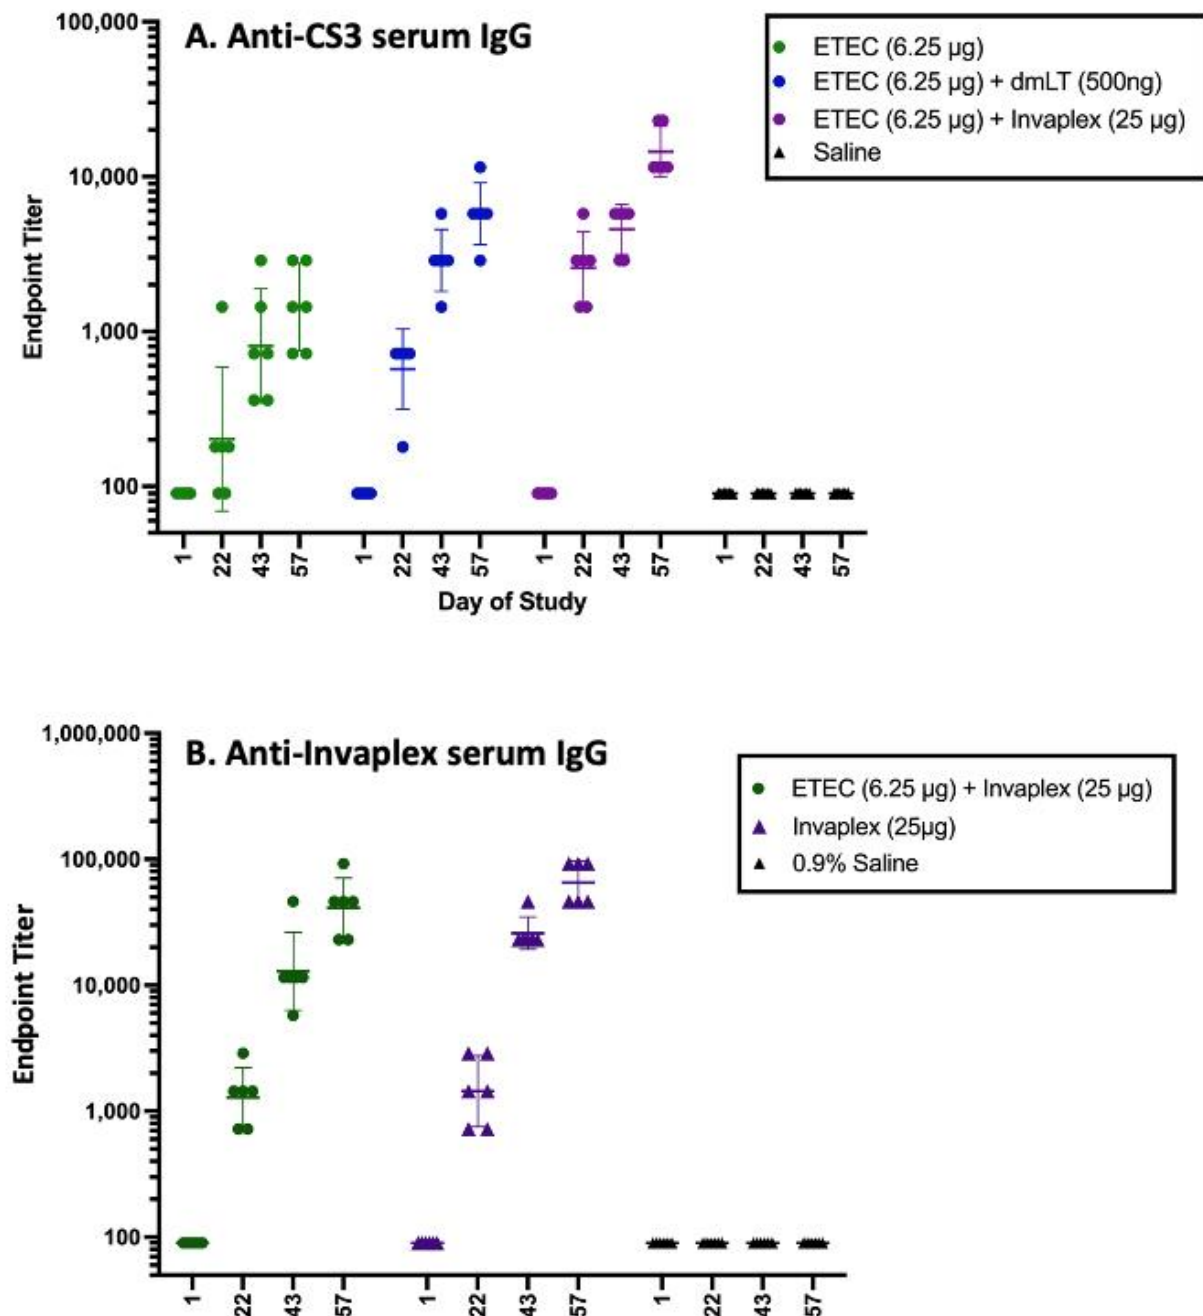 A. Anti-CS3 serum IgG
ETEC (6.25 µg)
ETEC (6.25 µg) + dmLT (500ng)
ETEC (6.25 µg) + Invaplex (25 µg)
Saline
Endpoint Titer
100,000
10,000
1,000
100
1 22 43 57 1 22 43 57 1 22 43 57 1 22 43 57
Day of Study
B. Anti-Invaplex serum IgG
ETEC (6.25 µg) + Invaplex (25 µg)
Invaplex (25µg)
0.9% Saline
Endpoint Titer
1,000,000
100,000
10,000
1,000
100
1 22 43 57 1 22 43 57 1 22 43 57